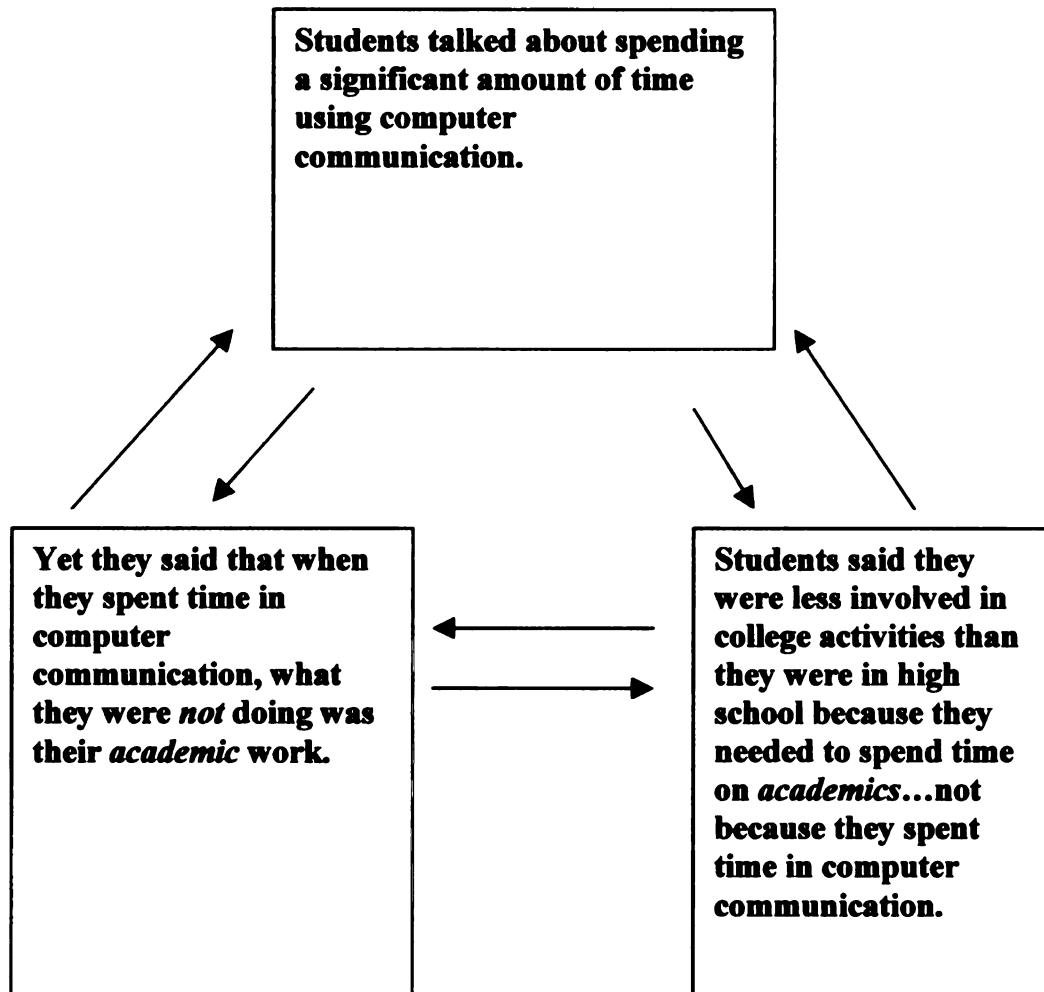 Students talked about spending
a significant amount of time
using computer
communication.
Yet they said that when
they spent time in
computer
communication, what
they were not doing was
their academic work.
Students said they
were less involved in
college activities than
they were in high
school because they
needed to spend time
on academics...not
because they spent
time in computer
communication.